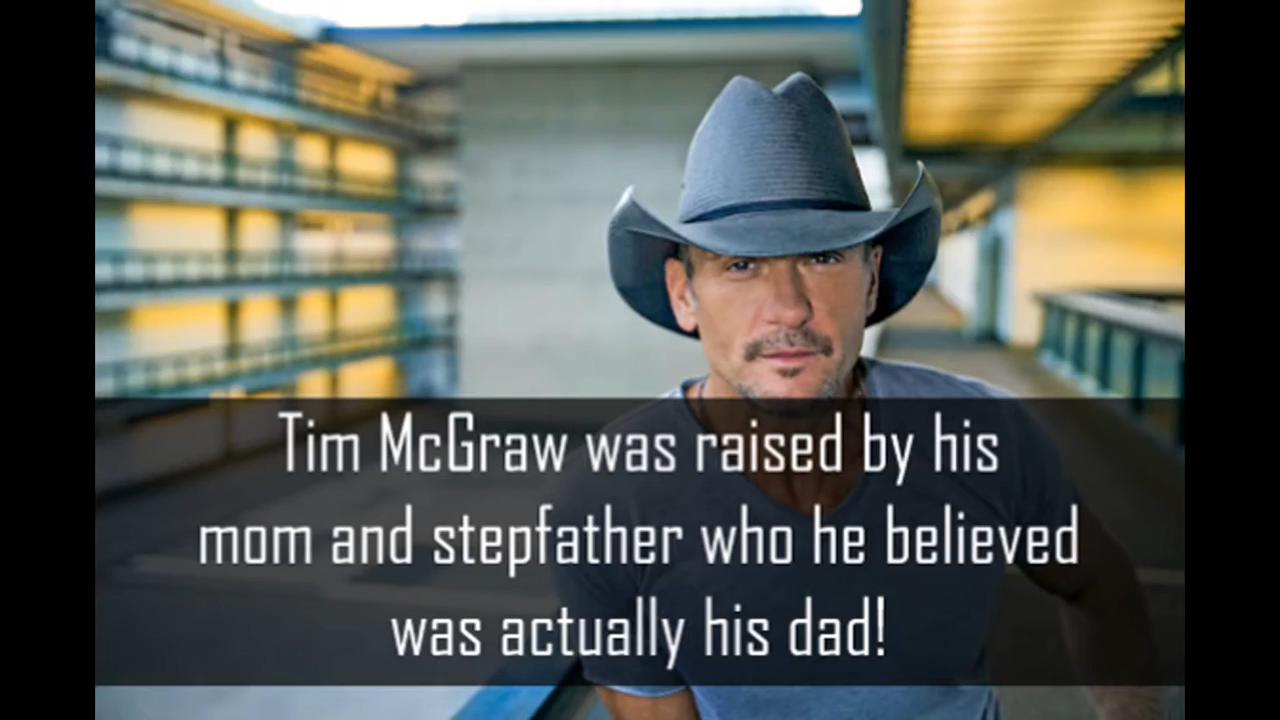 Tim McGraw was raised by his
mom and stepfather who he believed
was actually his dad!